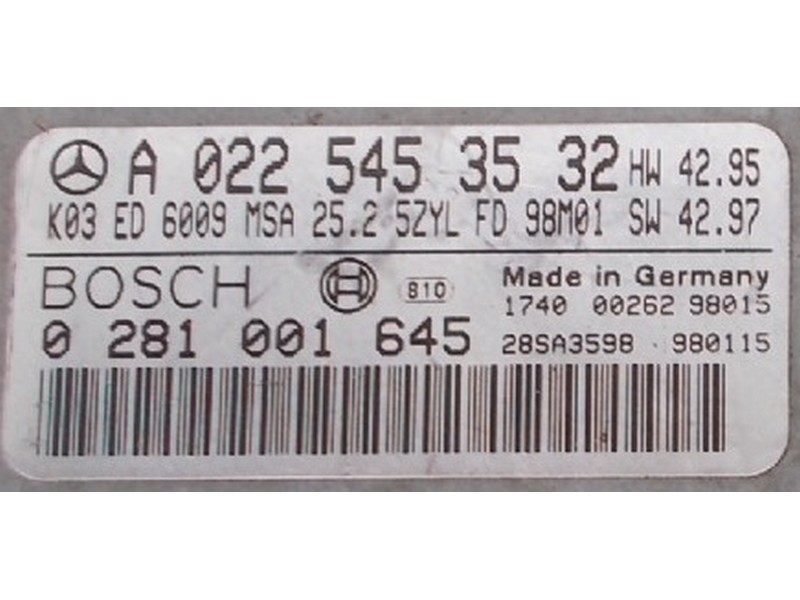 A 022 545 35 32 HW 42.95
K03 ED 6009 MSA 25.2 5ZYL FD 98M01 SW 42.97
BOSCH 810 Made in Germany
1740 00262 98015
0 281 001 645 28SA3598 980115